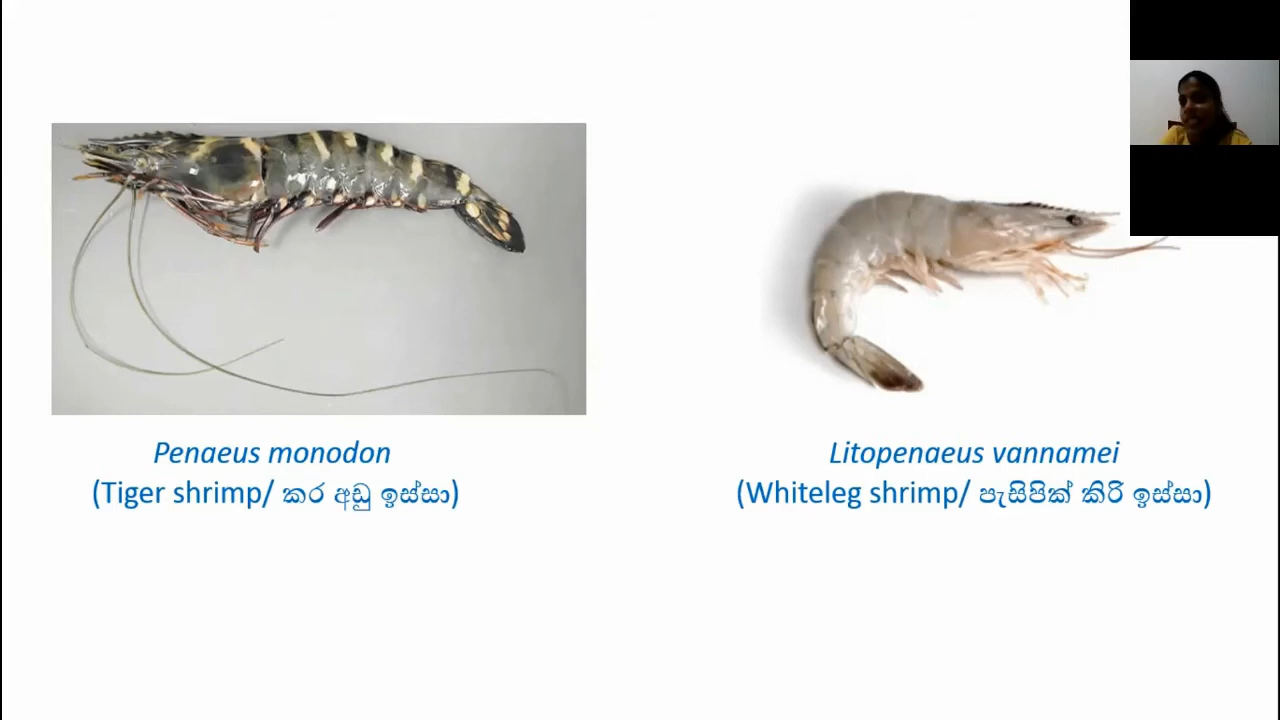 Penaeus monodon
(Tiger shrimp/ කර අඩු ඉස්සා)
Litopenaeus vannamei
(Whiteleg shrimp/ පැසිපික් කිරි ඉස්සා)